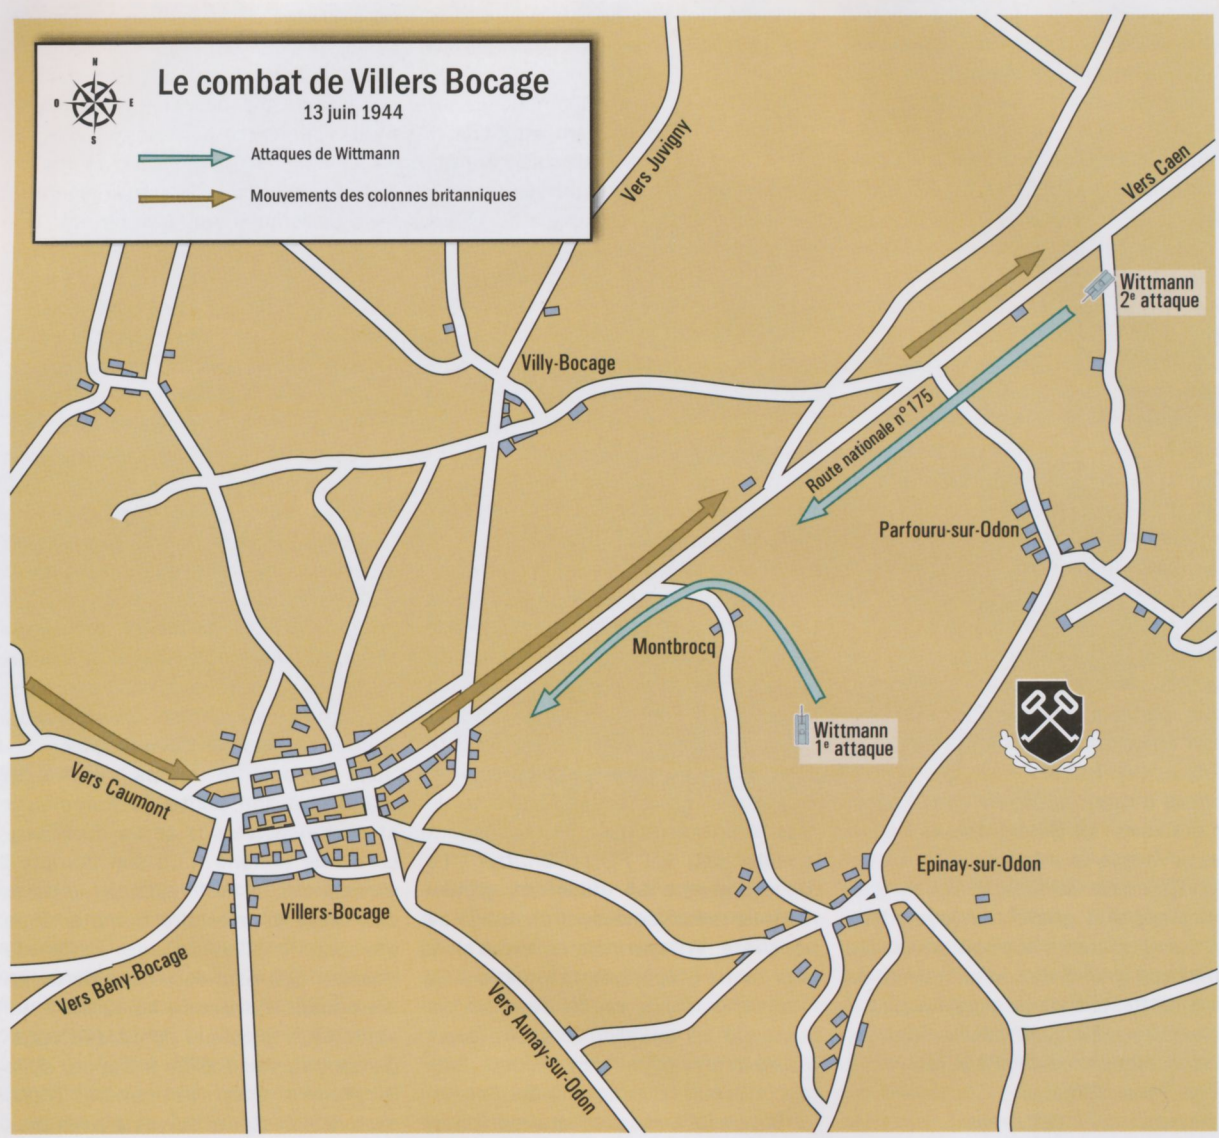 N
O
E
S
Le combat de Villers Bocage
13 juin 1944
Attaques de Wittmann
Mouvements des colonnes britanniques
Vers Juvigny
Vers Caen
Wittmann
2e attaque
Villy-Bocage
Route nationale n°175
Parfouru-sur-Odon
Montbrocq
Wittmann
1e attaque
Vers Caumont
Epinay-sur-Odon
Villers-Bocage
Vers Bény-Bocage
Vers Aunay-sur-Odon